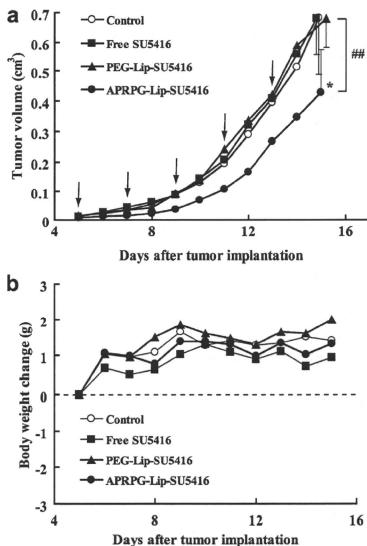 a
Control
Free SU5416
PEG-Lip-SU5416
APRPG-Lip-SU5416
##
*
0.7
0.6
0.5
0.4
0.3
0.2
0.1
0
Tumor volume (cm³)
4 8 12 16
Days after tumor implantation
b
3
2
1
0
-1
-2
-3
Body weight change (g)
Control
Free SU5416
PEG-Lip-SU5416
APRPG-Lip-SU5416
4 8 12 16
Days after tumor implantation